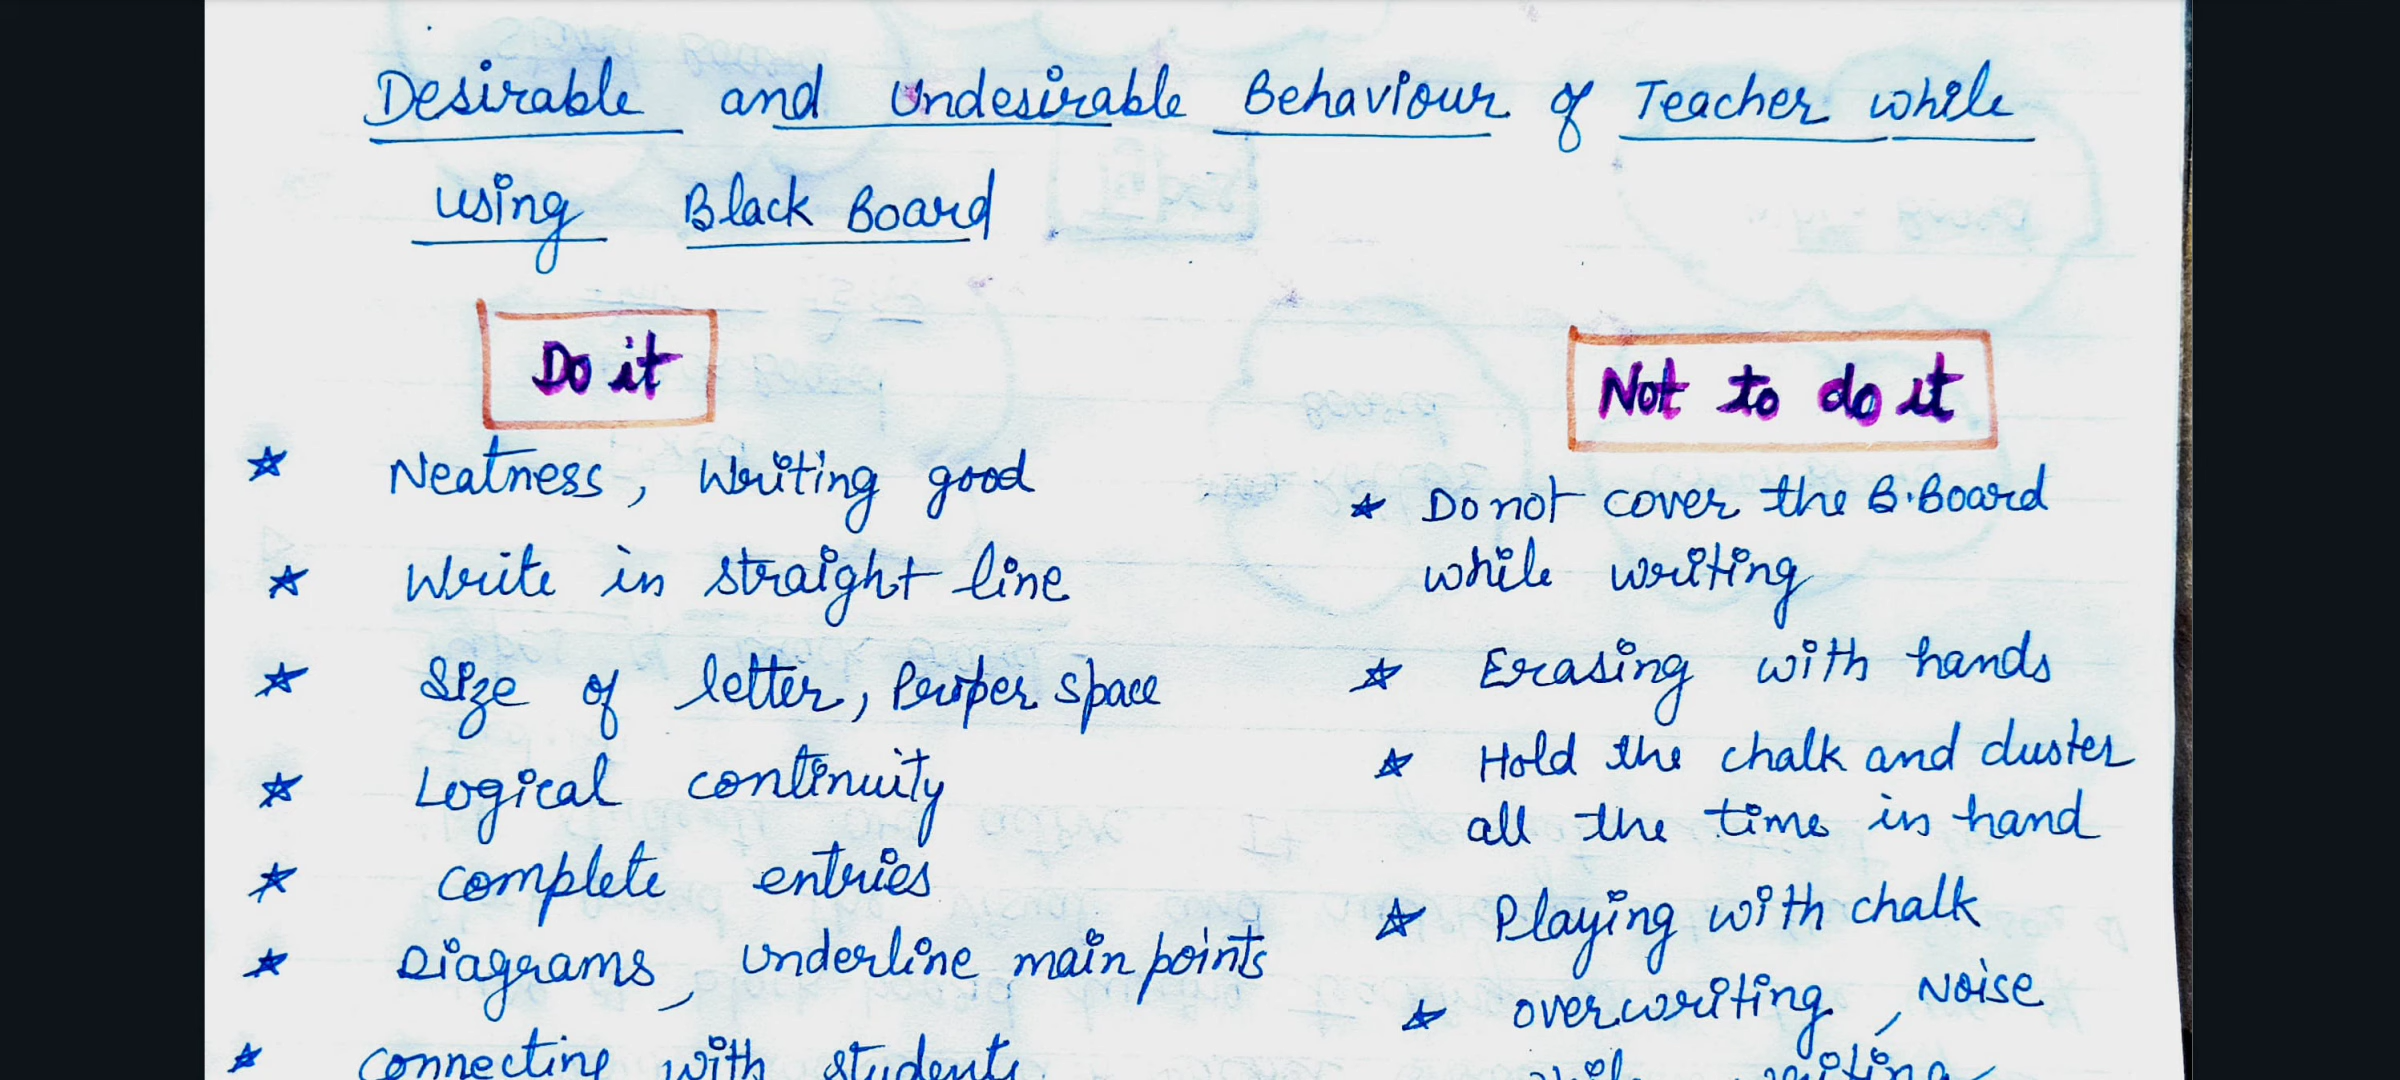 Desirable and Undesirable Behaviour of Teacher while
using Black Board
Do it
* Neatness, Writing good
* Write in straight line
* Size of letter, Proper space
* Logical continuity
* complete entries
* Diagrams, underline main points
* connecting with students
Not to do it
* Do not cover the B.Board
while writing
* Erasing with hands
* Hold the chalk and duster
all the time in hand
* Playing with chalk
* overwriting, Noise
while writing